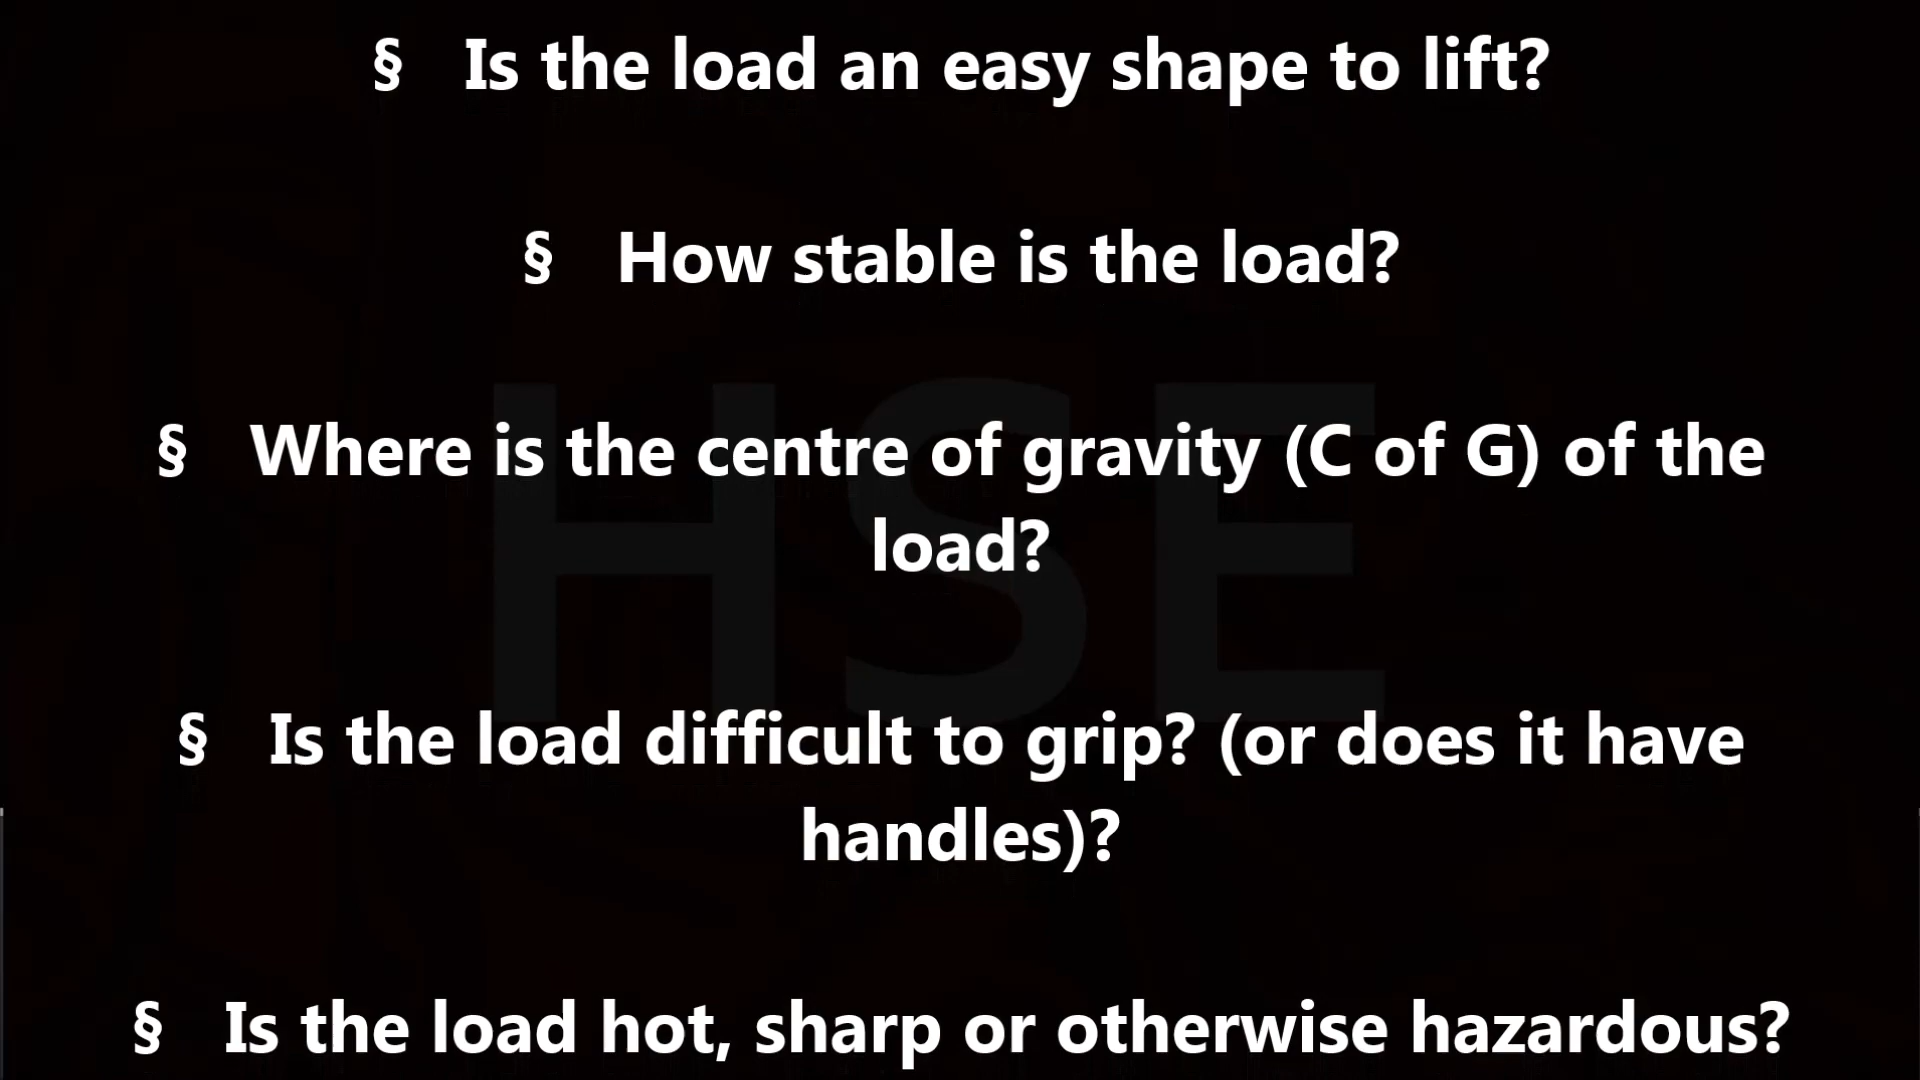 § Is the load an easy shape to lift?
§ How stable is the load?
§ Where is the centre of gravity (C of G) of the
load?
§ Is the load difficult to grip? (or does it have
handles)?
§ Is the load hot, sharp or otherwise hazardous?
HSE